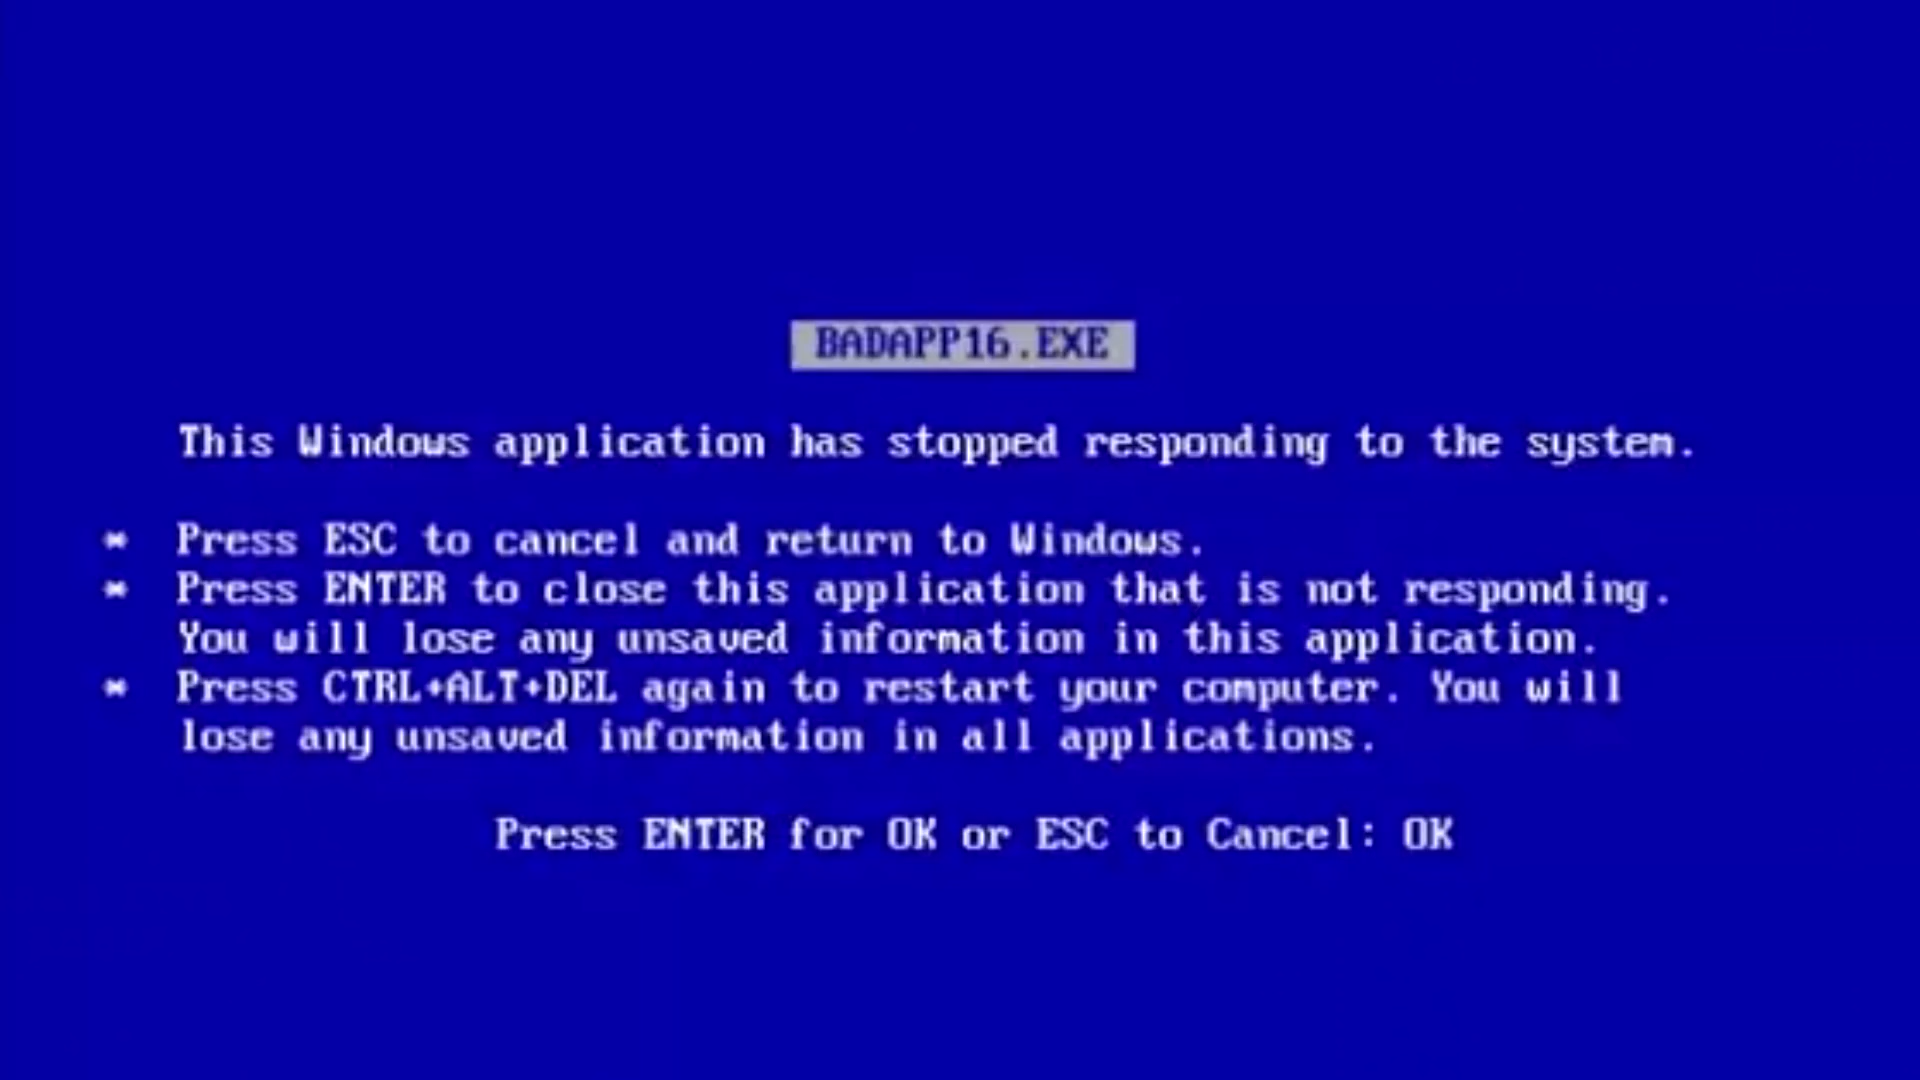 BADAPP16.EXE
This Windows application has stopped responding to the system.
* Press ESC to cancel and return to Windows.
* Press ENTER to close this application that is not responding.
You will lose any unsaved information in this application.
* Press CTRL+ALT+DEL again to restart your computer. You will
lose any unsaved information in all applications.
Press ENTER for OK or ESC to Cancel: OK